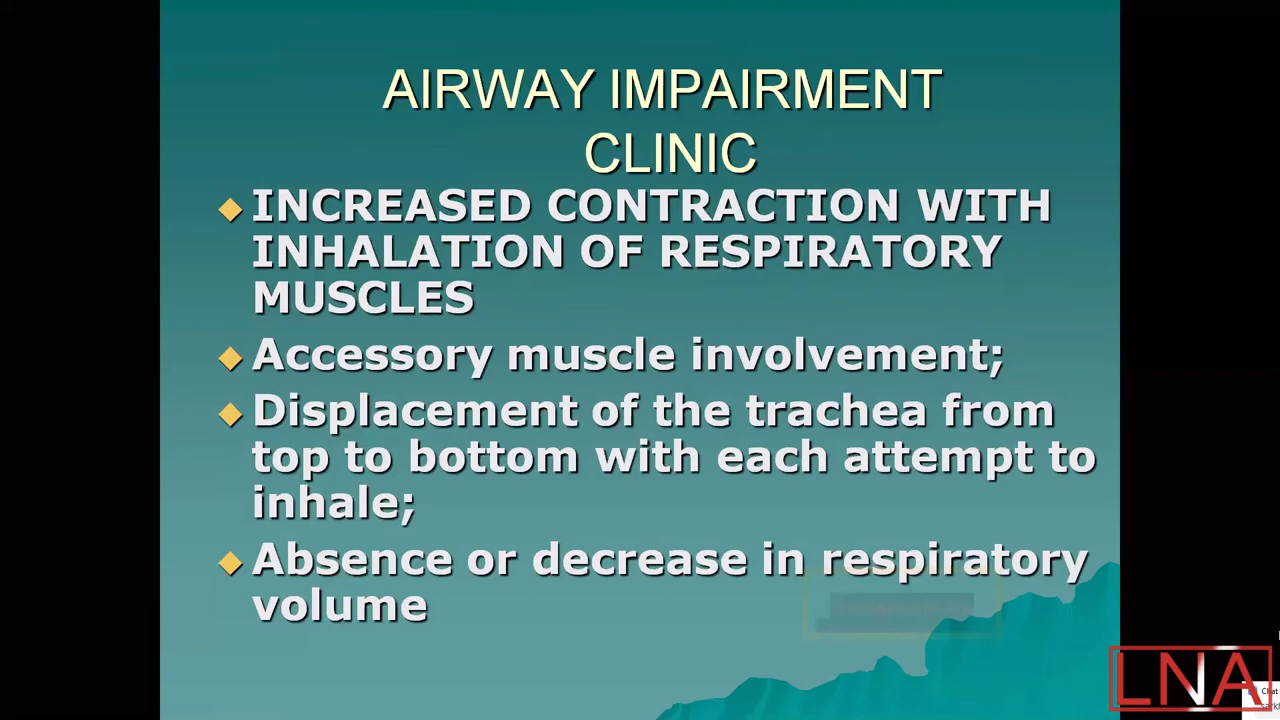 AIRWAY IMPAIRMENT
CLINIC
INCREASED CONTRACTION WITH
INHALATION OF RESPIRATORY
MUSCLES
Accessory muscle involvement;
Displacement of the trachea from
top to bottom with each attempt to
inhale;
Absence or decrease in respiratory
volume
LNA
Chat